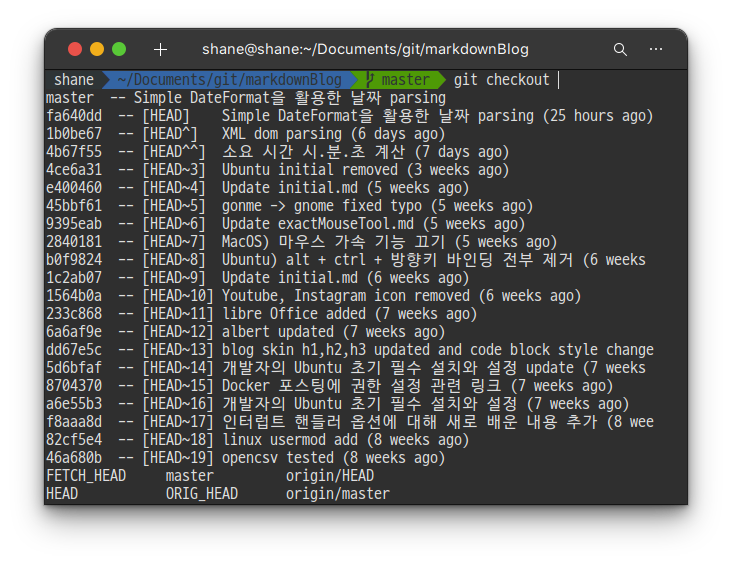 shane@shane:~/Documents/git/markdownBlog
shane ~/Documents/git/markdownBlog master git checkout
master -- Simple DateFormat을 활용한 날짜 parsing
fa640dd -- [HEAD] Simple DateFormat을 활용한 날짜 parsing (25 hours ago)
1b0be67 -- [HEAD^] XML dom parsing (6 days ago)
4b67f55 -- [HEAD^^] 소요 시간 시.분.초 계산 (7 days ago)
4ce6a31 -- [HEAD~3] Ubuntu initial removed (3 weeks ago)
e400460 -- [HEAD~4] Update initial.md (5 weeks ago)
45bbf61 -- [HEAD~5] gonme -> gnome fixed typo (5 weeks ago)
9395eab -- [HEAD~6] Update exactMouseTool.md (5 weeks ago)
2840181 -- [HEAD~7] MacOS) 마우스 가속 기능 끄기 (5 weeks ago)
b0f9824 -- [HEAD~8] Ubuntu) alt + ctrl + 방향키 바인딩 전부 제거 (6 weeks
1c2ab07 -- [HEAD~9] Update initial.md (6 weeks ago)
1564b0a -- [HEAD~10] Youtube, Instagram icon removed (6 weeks ago)
233c868 -- [HEAD~11] libre Office added (7 weeks ago)
6a6af9e -- [HEAD~12] albert updated (7 weeks ago)
dd67e5c -- [HEAD~13] blog skin h1,h2,h3 updated and code block style change
5d6bfaf -- [HEAD~14] 개발자의 Ubuntu 초기 필수 설치와 설정 update (7 weeks
8704370 -- [HEAD~15] Docker 포스팅에 권한 설정 관련 링크 (7 weeks ago)
a6e55b3 -- [HEAD~16] 개발자의 Ubuntu 초기 필수 설치와 설정 (7 weeks ago)
f8aaa8d -- [HEAD~17] 인터럽트 핸들러 옵션에 대해 새로 배운 내용 추가 (8 wee
82cf5e4 -- [HEAD~18] linux usermod add (8 weeks ago)
46a680b -- [HEAD~19] opencsv tested (8 weeks ago)
FETCH_HEAD master origin/HEAD
HEAD ORIG_HEAD origin/master